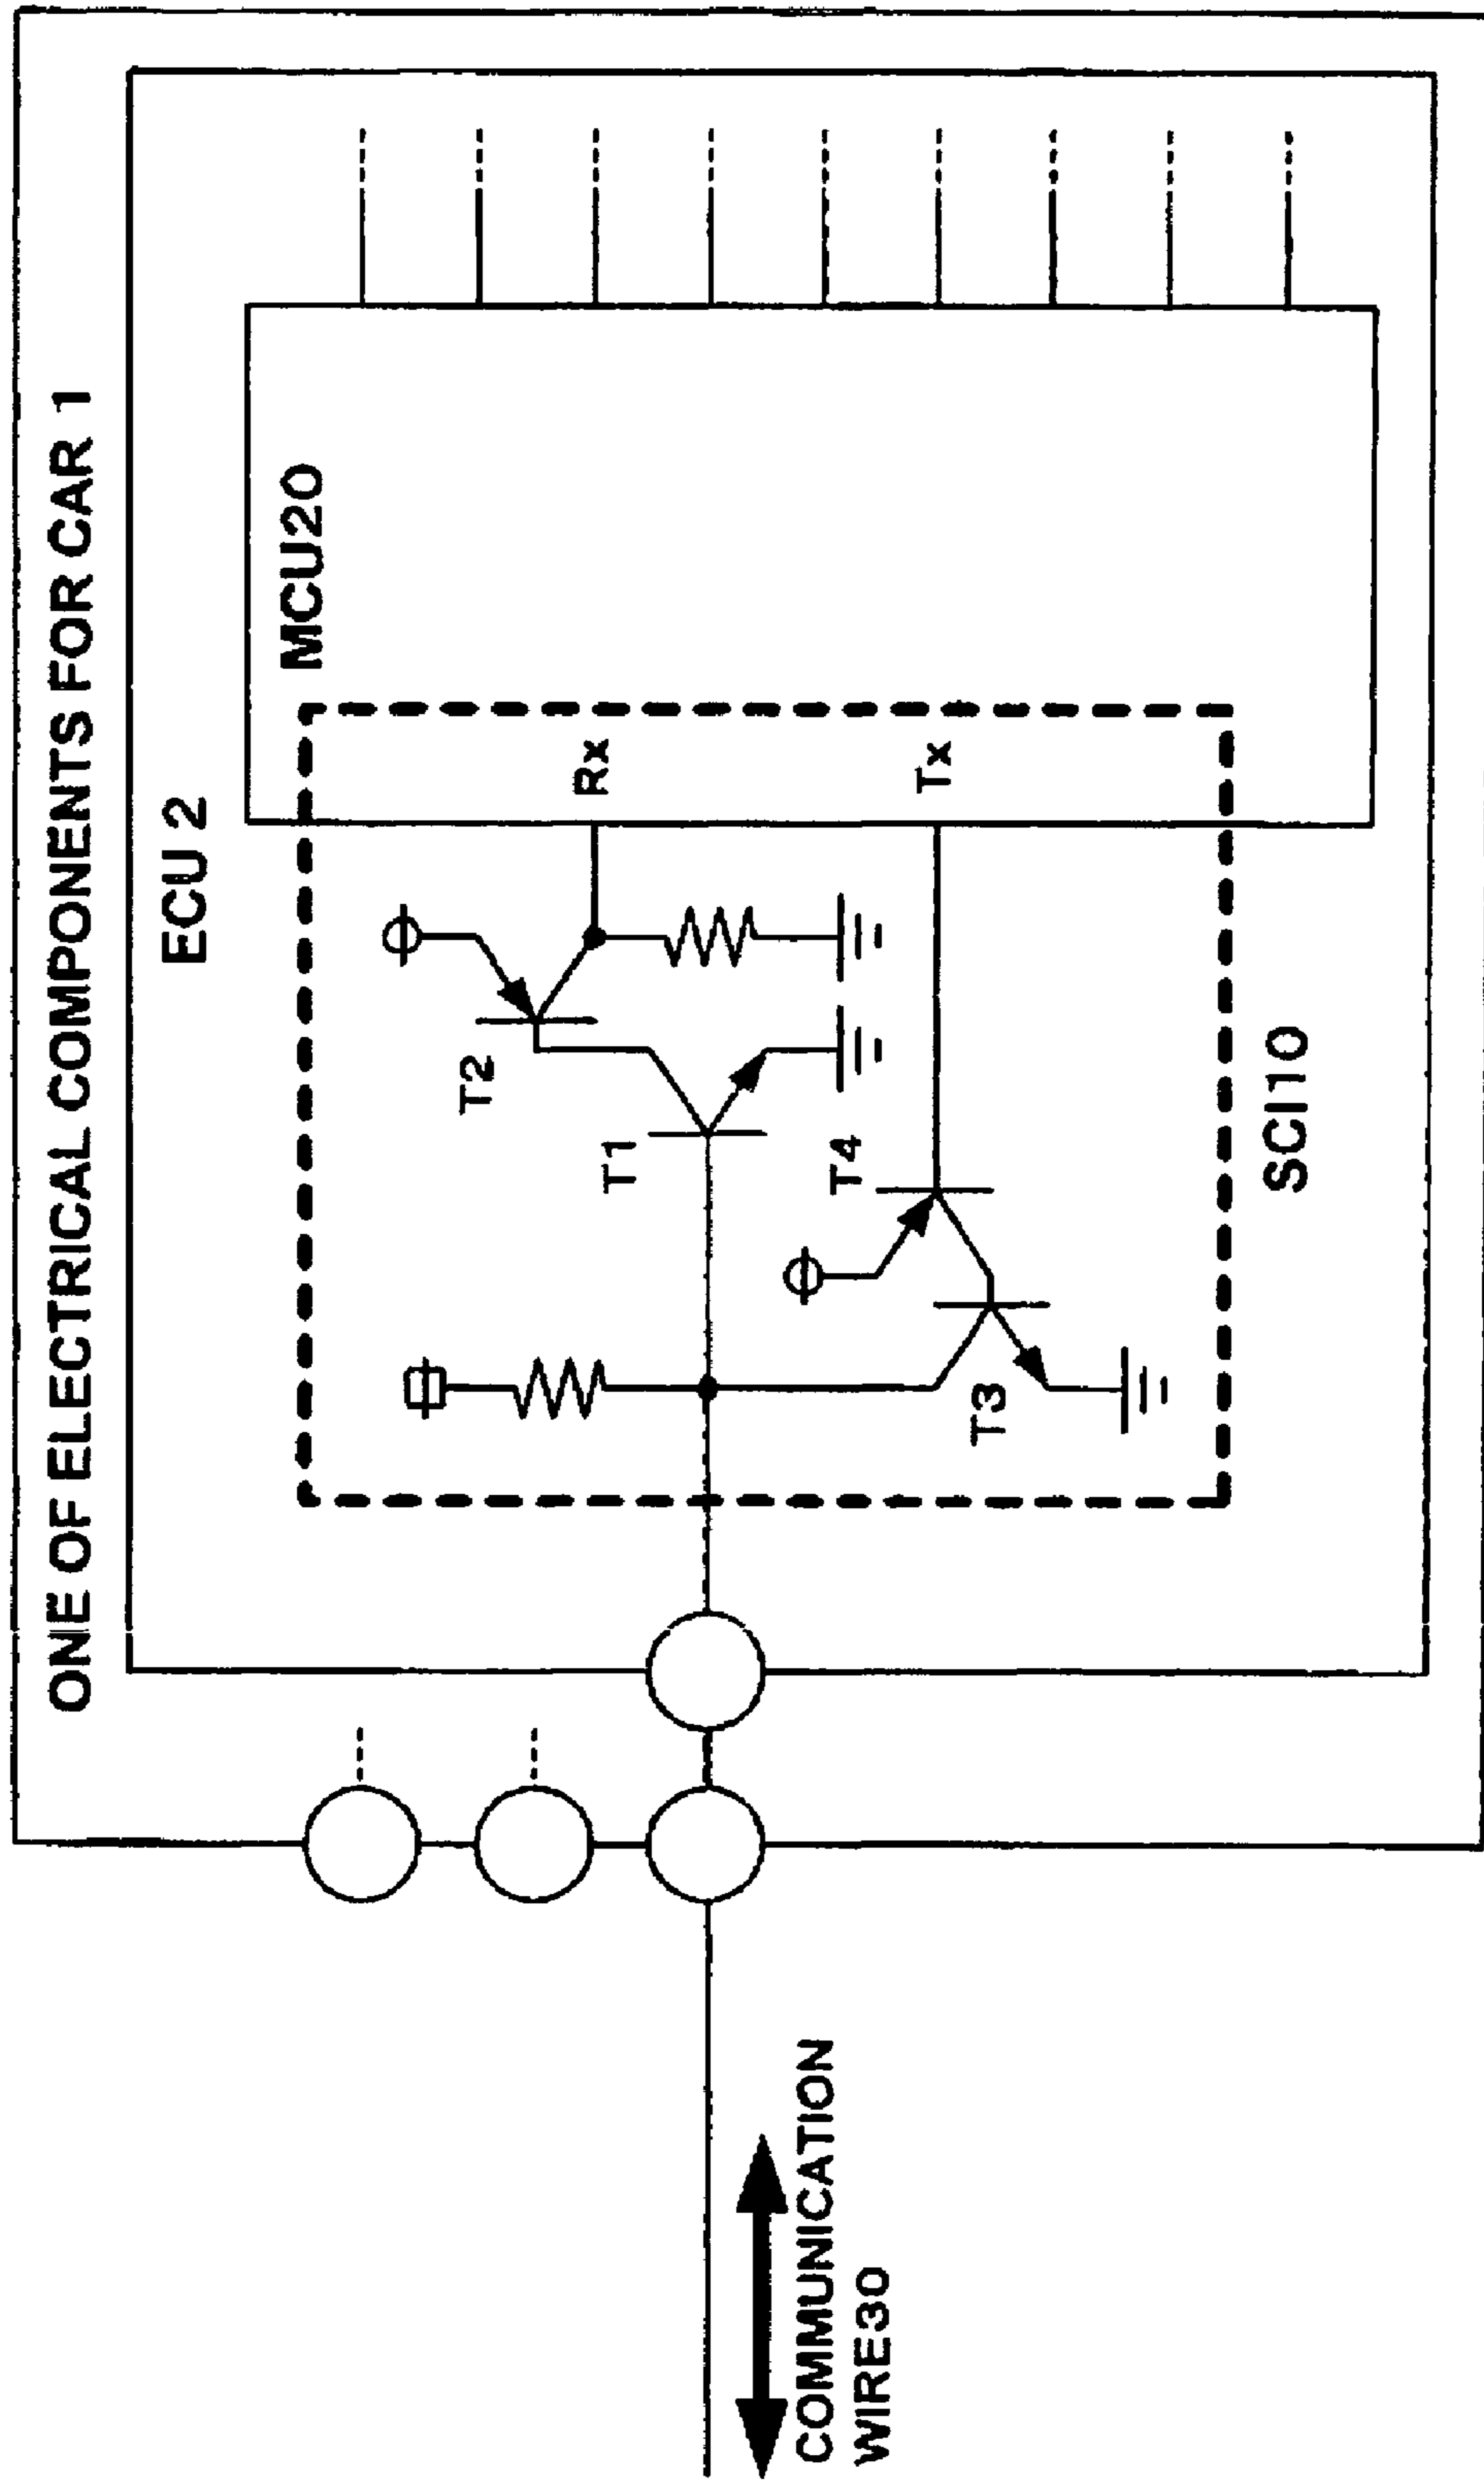 ONE OF ELECTRICAL COMPONENTS FOR CAR 1
ECU 2
MCU20
Rx
Tx
T2
T1
T4
T3
SCI10
COMMUNICATION
WIRE30